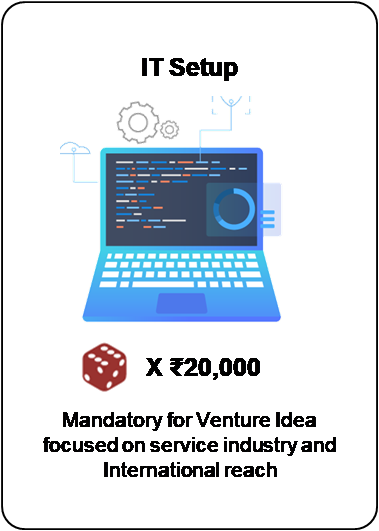 IT Setup
X ₹20,000
Mandatory for Venture Idea
focused on service industry and
International reach